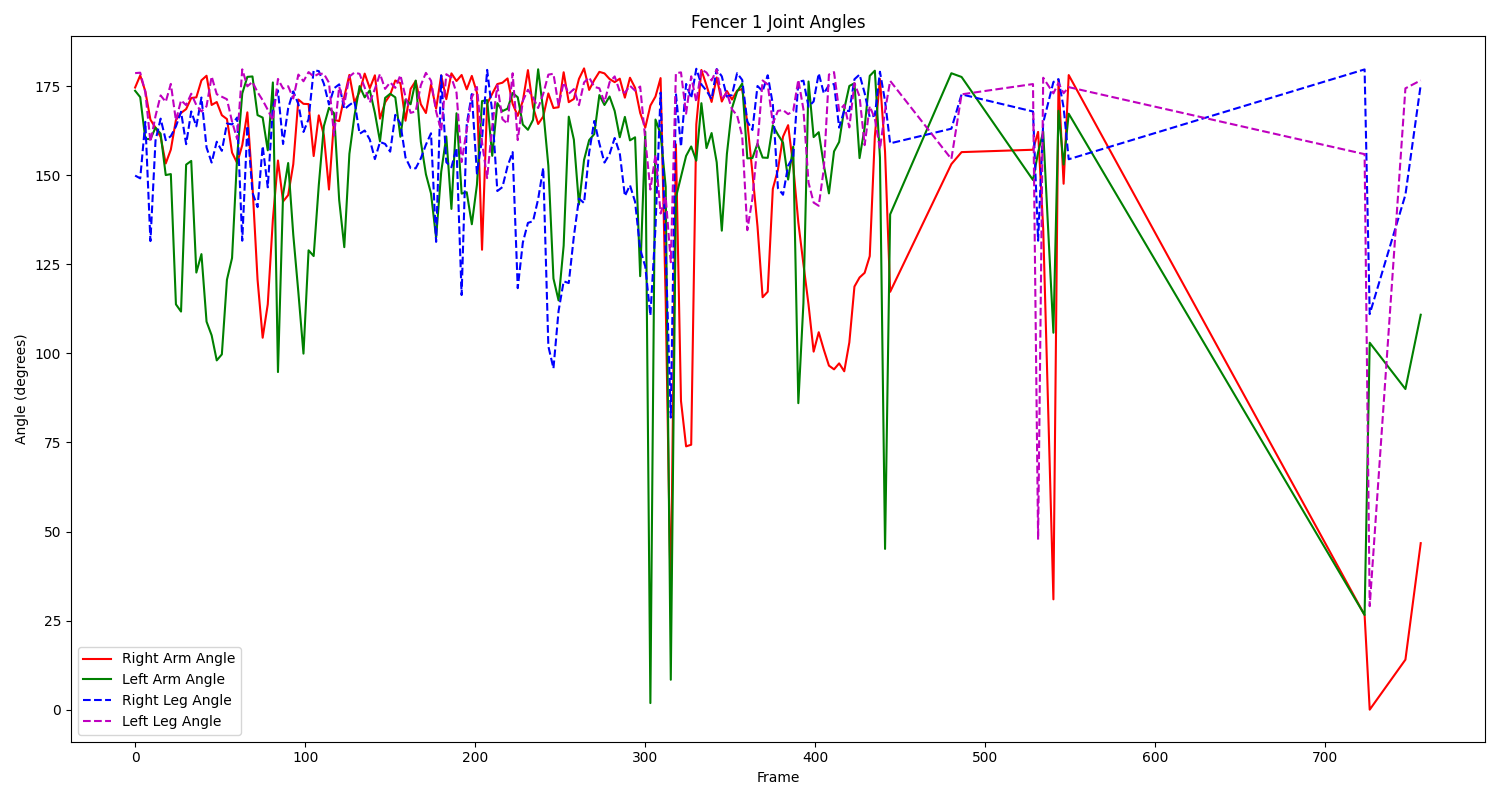 Fencer 1 Joint Angles
Angle (degrees)
175
150
125
100
75
50
25
0
Right Arm Angle
Left Arm Angle
Right Leg Angle
Left Leg Angle
0 100 200 300 400 500 600 700
Frame